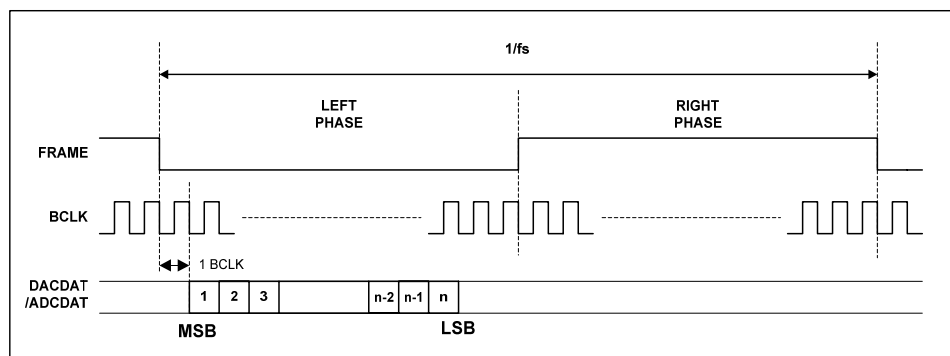 1/fs
LEFT
PHASE
RIGHT
PHASE
FRAME
BCLK
1 BCLK
DACDAT
/ADCDAT
1 2 3 n-2 n-1 n
MSB LSB